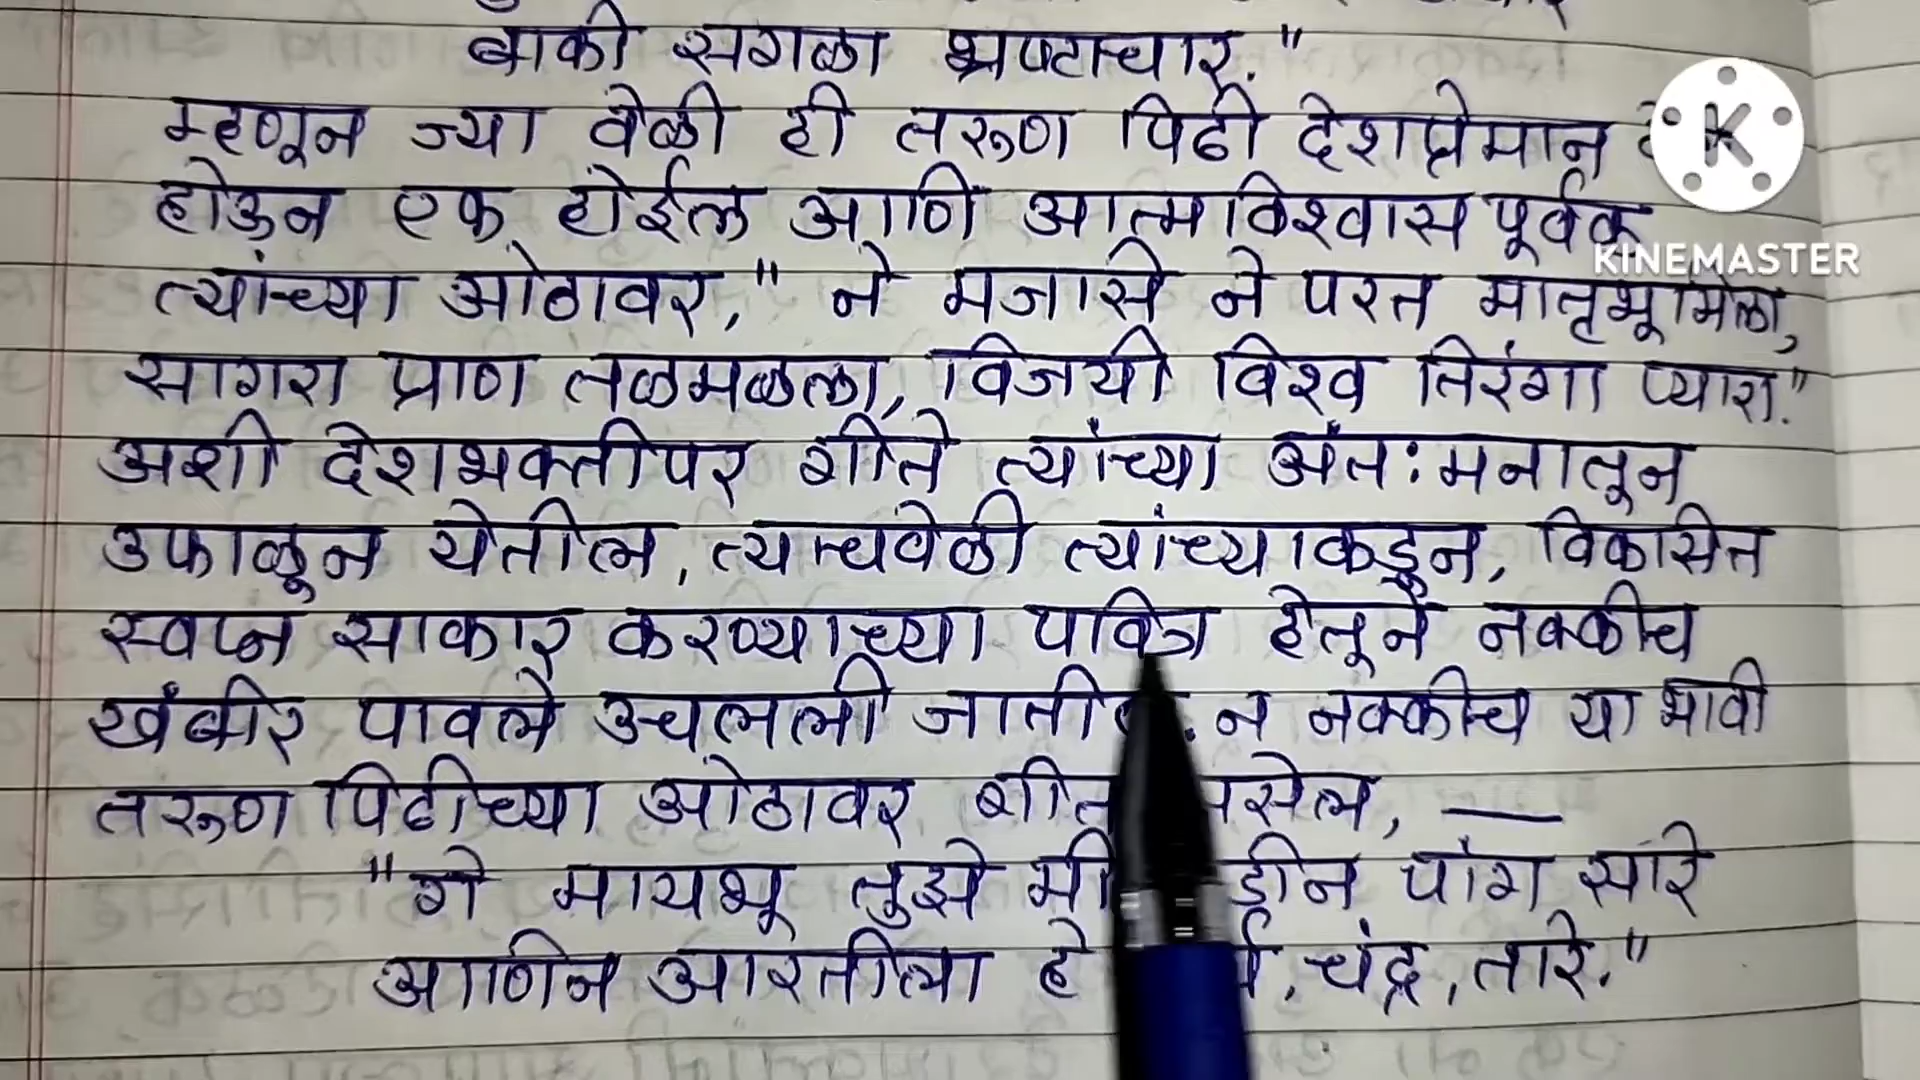 बाकी सगळा भ्रष्टाचार."
म्हणून ज्या वेळी ही तरूण पिढी देशप्रेमान
होऊन एक होईल आणि आत्मविश्वास पूर्वक
त्यांच्या ओठावर, " ने मजसि ने परत मातृभूमिला,
सागरा प्राण तळमळला, विजयी विश्व तिरंगा प्यारा."
अशी देशभक्तीपर गीते त्यांच्या अंत:मनातून
उफाळून येतील, त्याचवेळी त्यांच्याकडून, विकासित
स्वप्न साकार करण्याच्या पवित्र हेतूने नक्कीच
खंबीर पावले उचलली न नक्कीच या भावी
तरूण पिढीच्या ओठावर गीत —
"गे मायभू तुझे मी पांग सारे
आणिन आरतीला हे चंद्र, तारे."
KINEMASTER